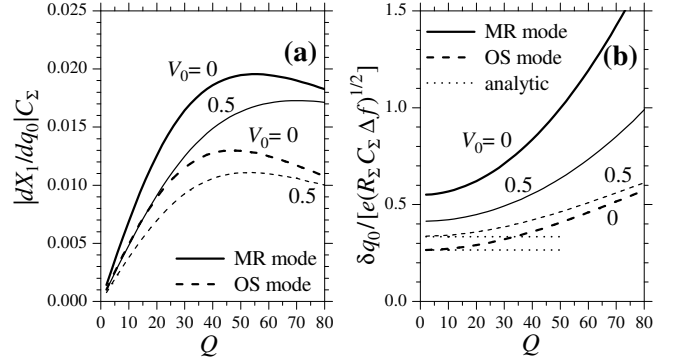 0.025
0.020
0.015
0.010
0.005
0.000
|dX₁/dq₀|C_Σ
(a)
V₀= 0
0.5
V₀= 0
0.5
MR mode
OS mode
0 10 20 30 40 50 60 70 80
Q
1.5
1.0
0.5
0.0
δq₀/[e(R_Σ C_Σ Δf)^{1/2}]
MR mode
OS mode
analytic
(b)
V₀= 0
0.5
0.5
0
0 10 20 30 40 50 60 70 80
Q